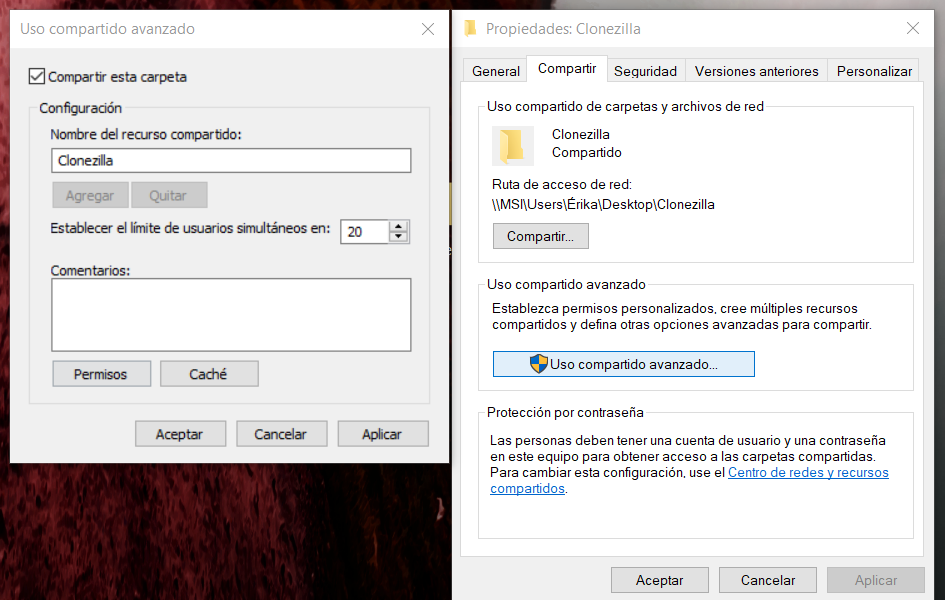 Uso compartido avanzado
Compartir esta carpeta
Configuración
Nombre del recurso compartido:
Clonezilla
Agregar
Quitar
Establecer el límite de usuarios simultáneos en:
20
Comentarios:
Permisos
Caché
Aceptar
Cancelar
Aplicar
Propiedades: Clonezilla
General
Compartir
Seguridad
Versiones anteriores
Personalizar
Uso compartido de carpetas y archivos de red
Clonezilla
Compartido
Ruta de acceso de red:
\\MSI\Users\Érika\Desktop\Clonezilla
Compartir...
Uso compartido avanzado
Establezca permisos personalizados, cree múltiples recursos
compartidos y defina otras opciones avanzadas para compartir.
Uso compartido avanzado...
Protección por contraseña
Las personas deben tener una cuenta de usuario y una contraseña
en este equipo para obtener acceso a las carpetas compartidas.
Para cambiar esta configuración, use el Centro de redes y recursos
compartidos.
Aceptar
Cancelar
Aplicar